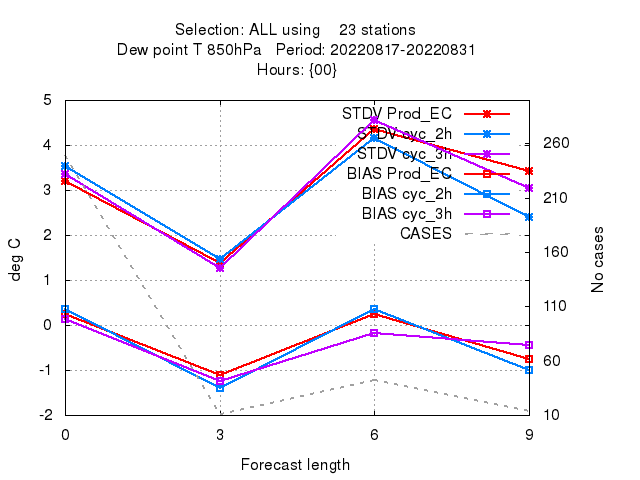 Selection: ALL using 23 stations
Dew point T 850hPa Period: 20220817-20220831
Hours: {00}
5
4
3
2
1
0
-1
-2
deg C
STDV Prod_EC
STDV cyc_2h
STDV cyc_3h
BIAS Prod_EC
BIAS cyc_2h
BIAS cyc_3h
CASES
260
210
160
110
60
10
No cases
0 3 6 9
Forecast length